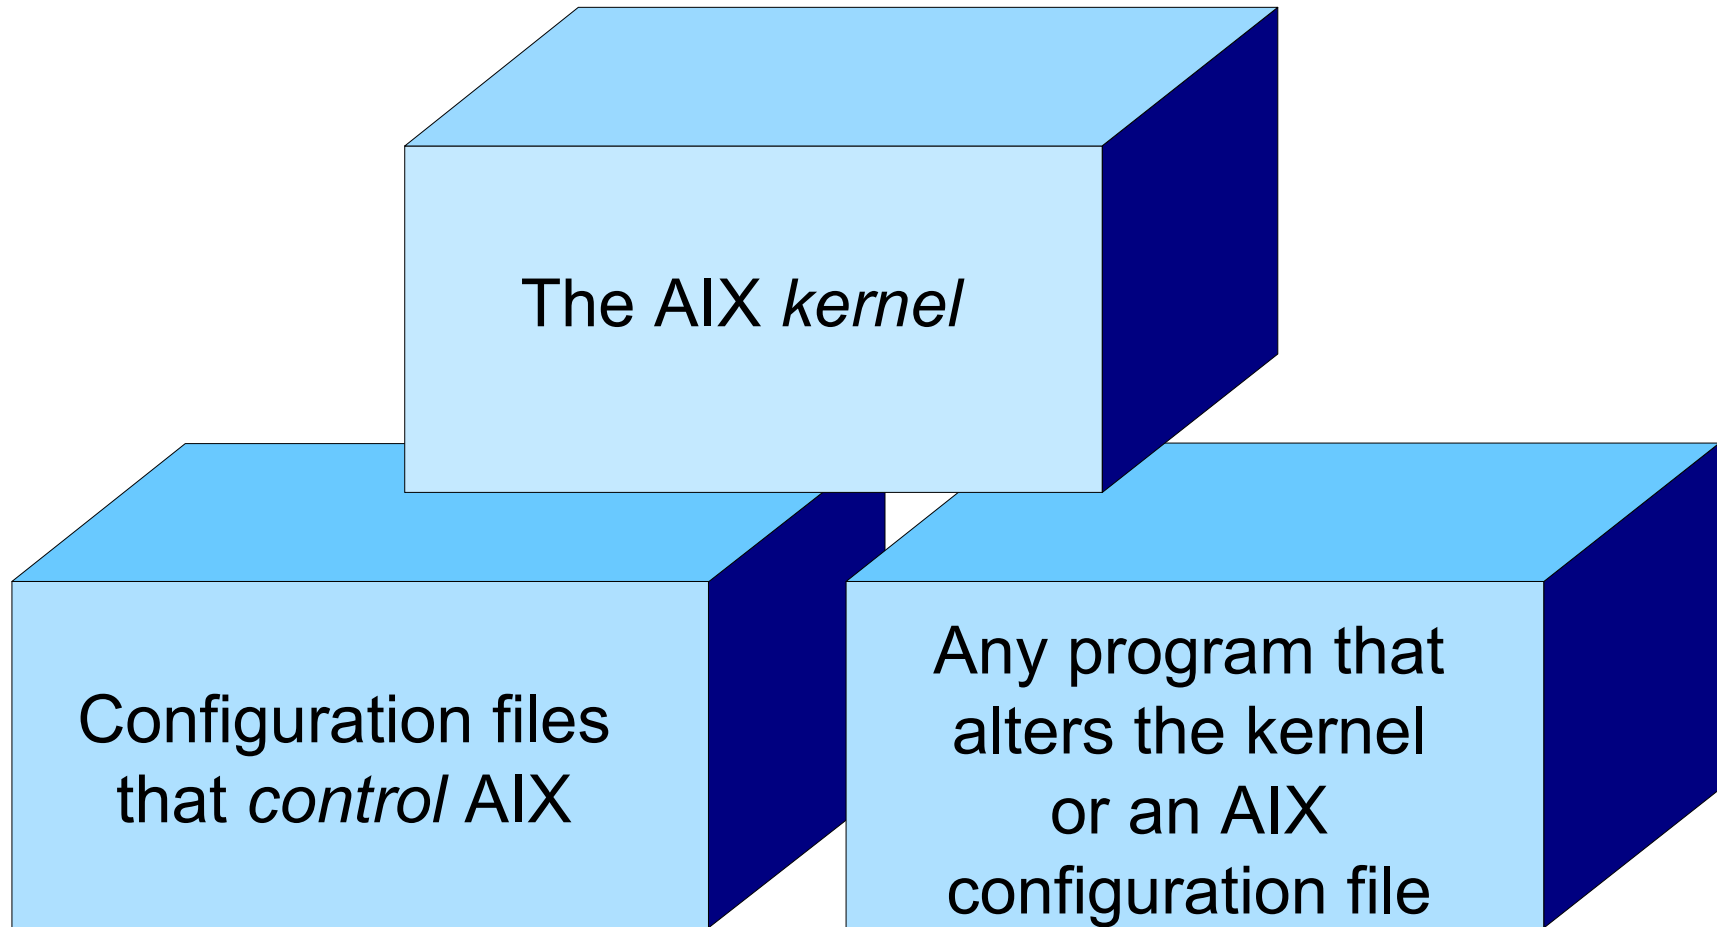 The AIX kernel
Configuration files
that control AIX
Any program that
alters the kernel
or an AIX
configuration file